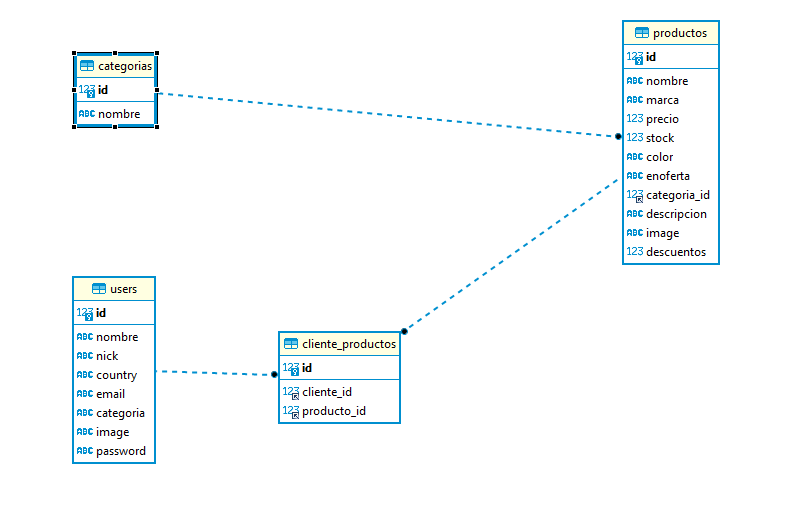 categorias
123 id
ABC nombre
productos
123 id
ABC nombre
ABC marca
123 precio
123 stock
ABC color
ABC enoferta
123 categoria_id
ABC descripcion
ABC image
123 descuentos
users
123 id
ABC nombre
ABC nick
ABC country
ABC email
ABC categoria
ABC image
ABC password
cliente_productos
123 id
123 cliente_id
123 producto_id